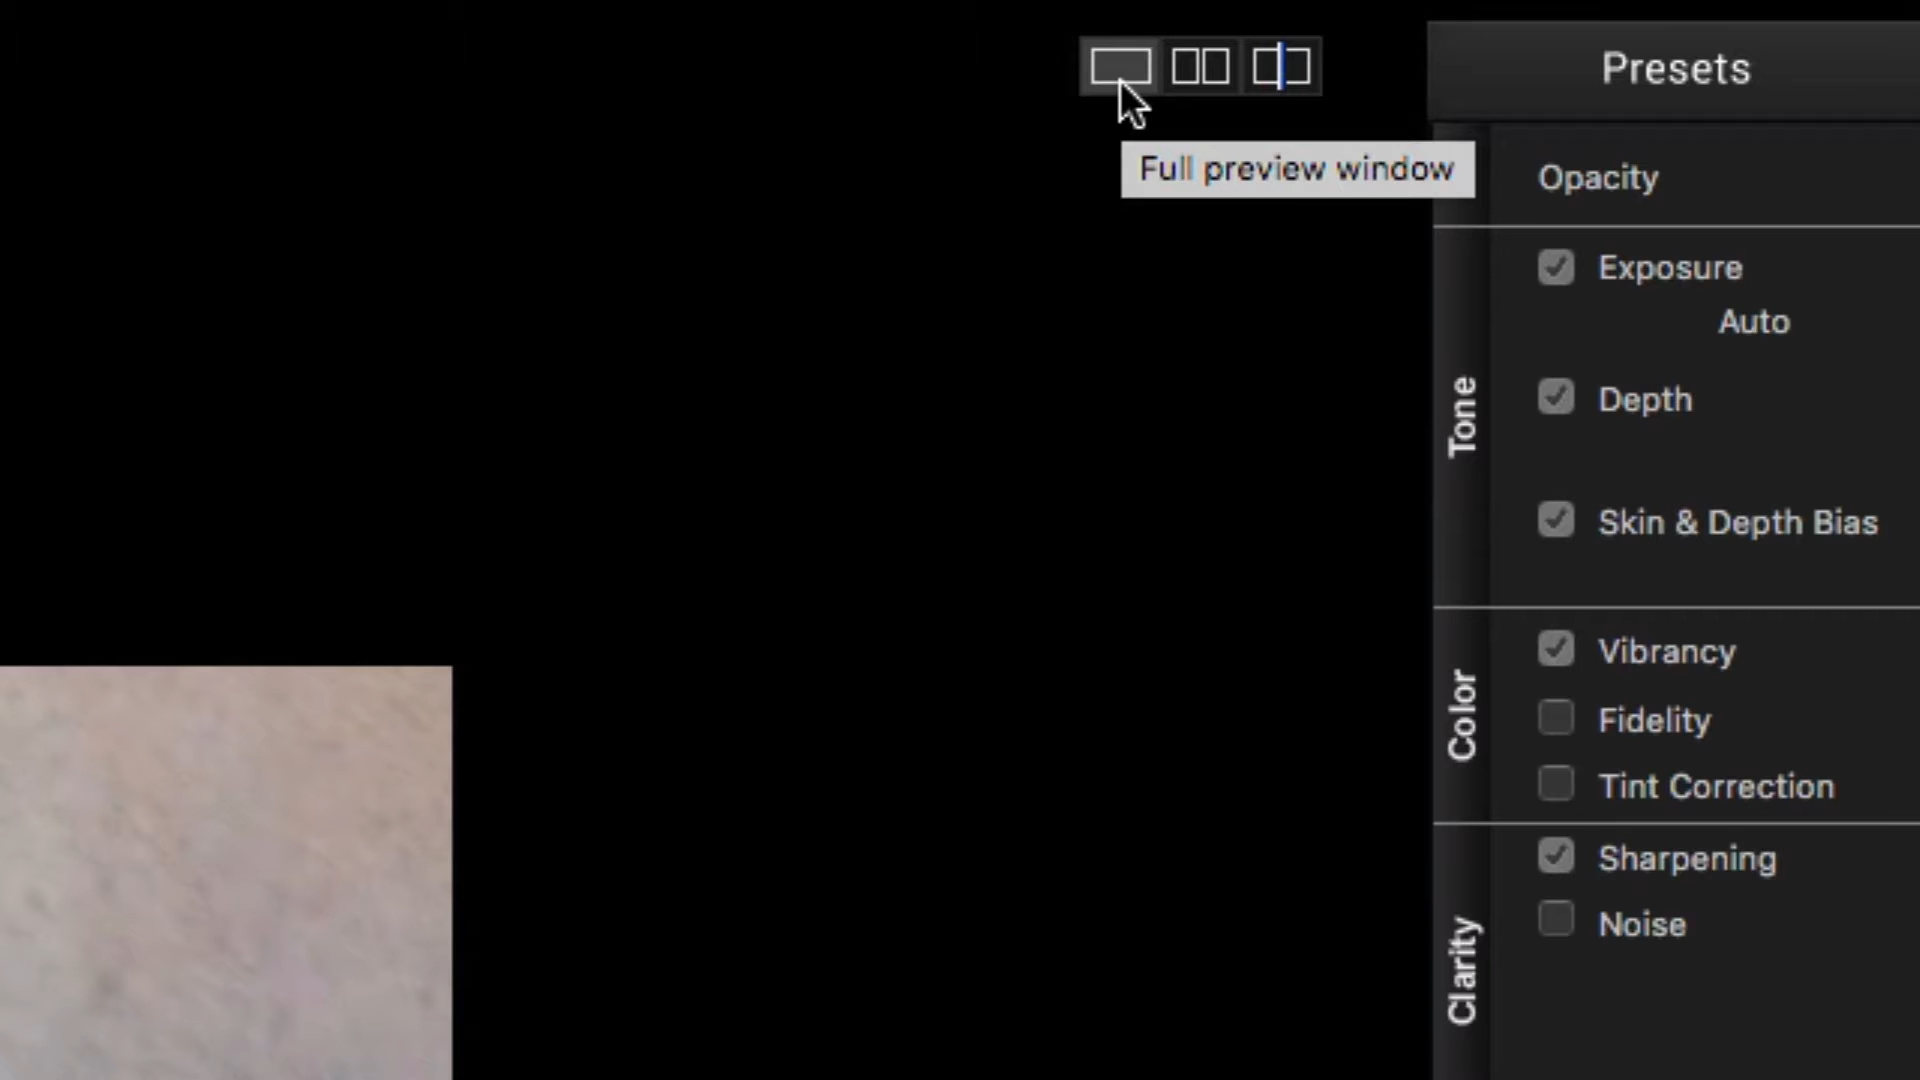 Presets
Full preview window
Opacity
Tone
Exposure
Auto
Depth
Skin & Depth Bias
Color
Vibrancy
Fidelity
Tint Correction
Clarity
Sharpening
Noise